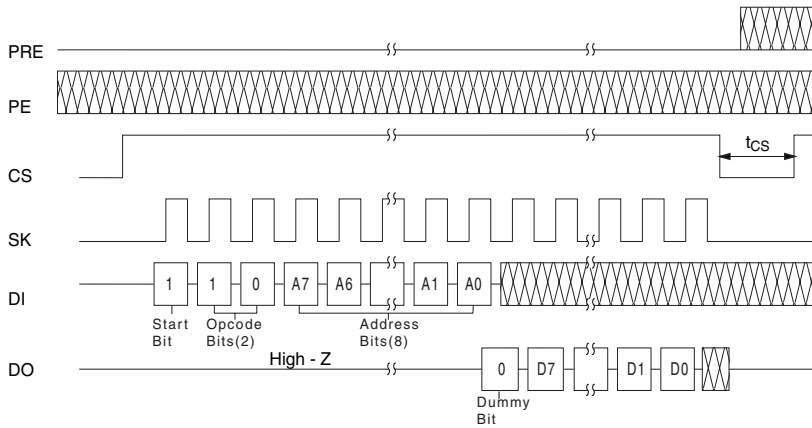 PRE
PE
tCS
CS
SK
DI
1 1 0 A7 A6 A1 A0
Start Bit
Opcode Bits(2)
Address Bits(8)
High - Z
DO
0 D7 D1 D0
Dummy Bit